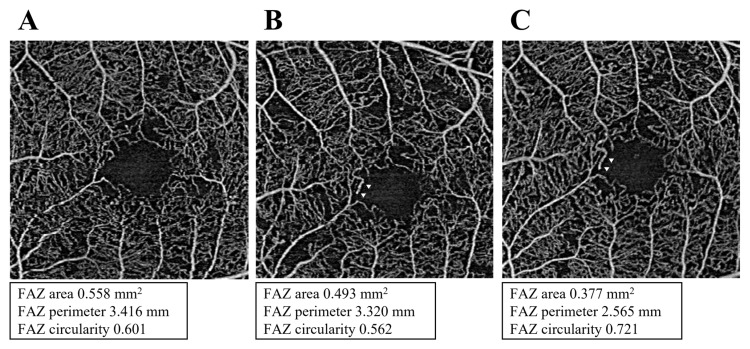 A
B
C
FAZ area 0.558 mm²
FAZ perimeter 3.416 mm
FAZ circularity 0.601
FAZ area 0.493 mm²
FAZ perimeter 3.320 mm
FAZ circularity 0.562
FAZ area 0.377 mm²
FAZ perimeter 2.565 mm
FAZ circularity 0.721